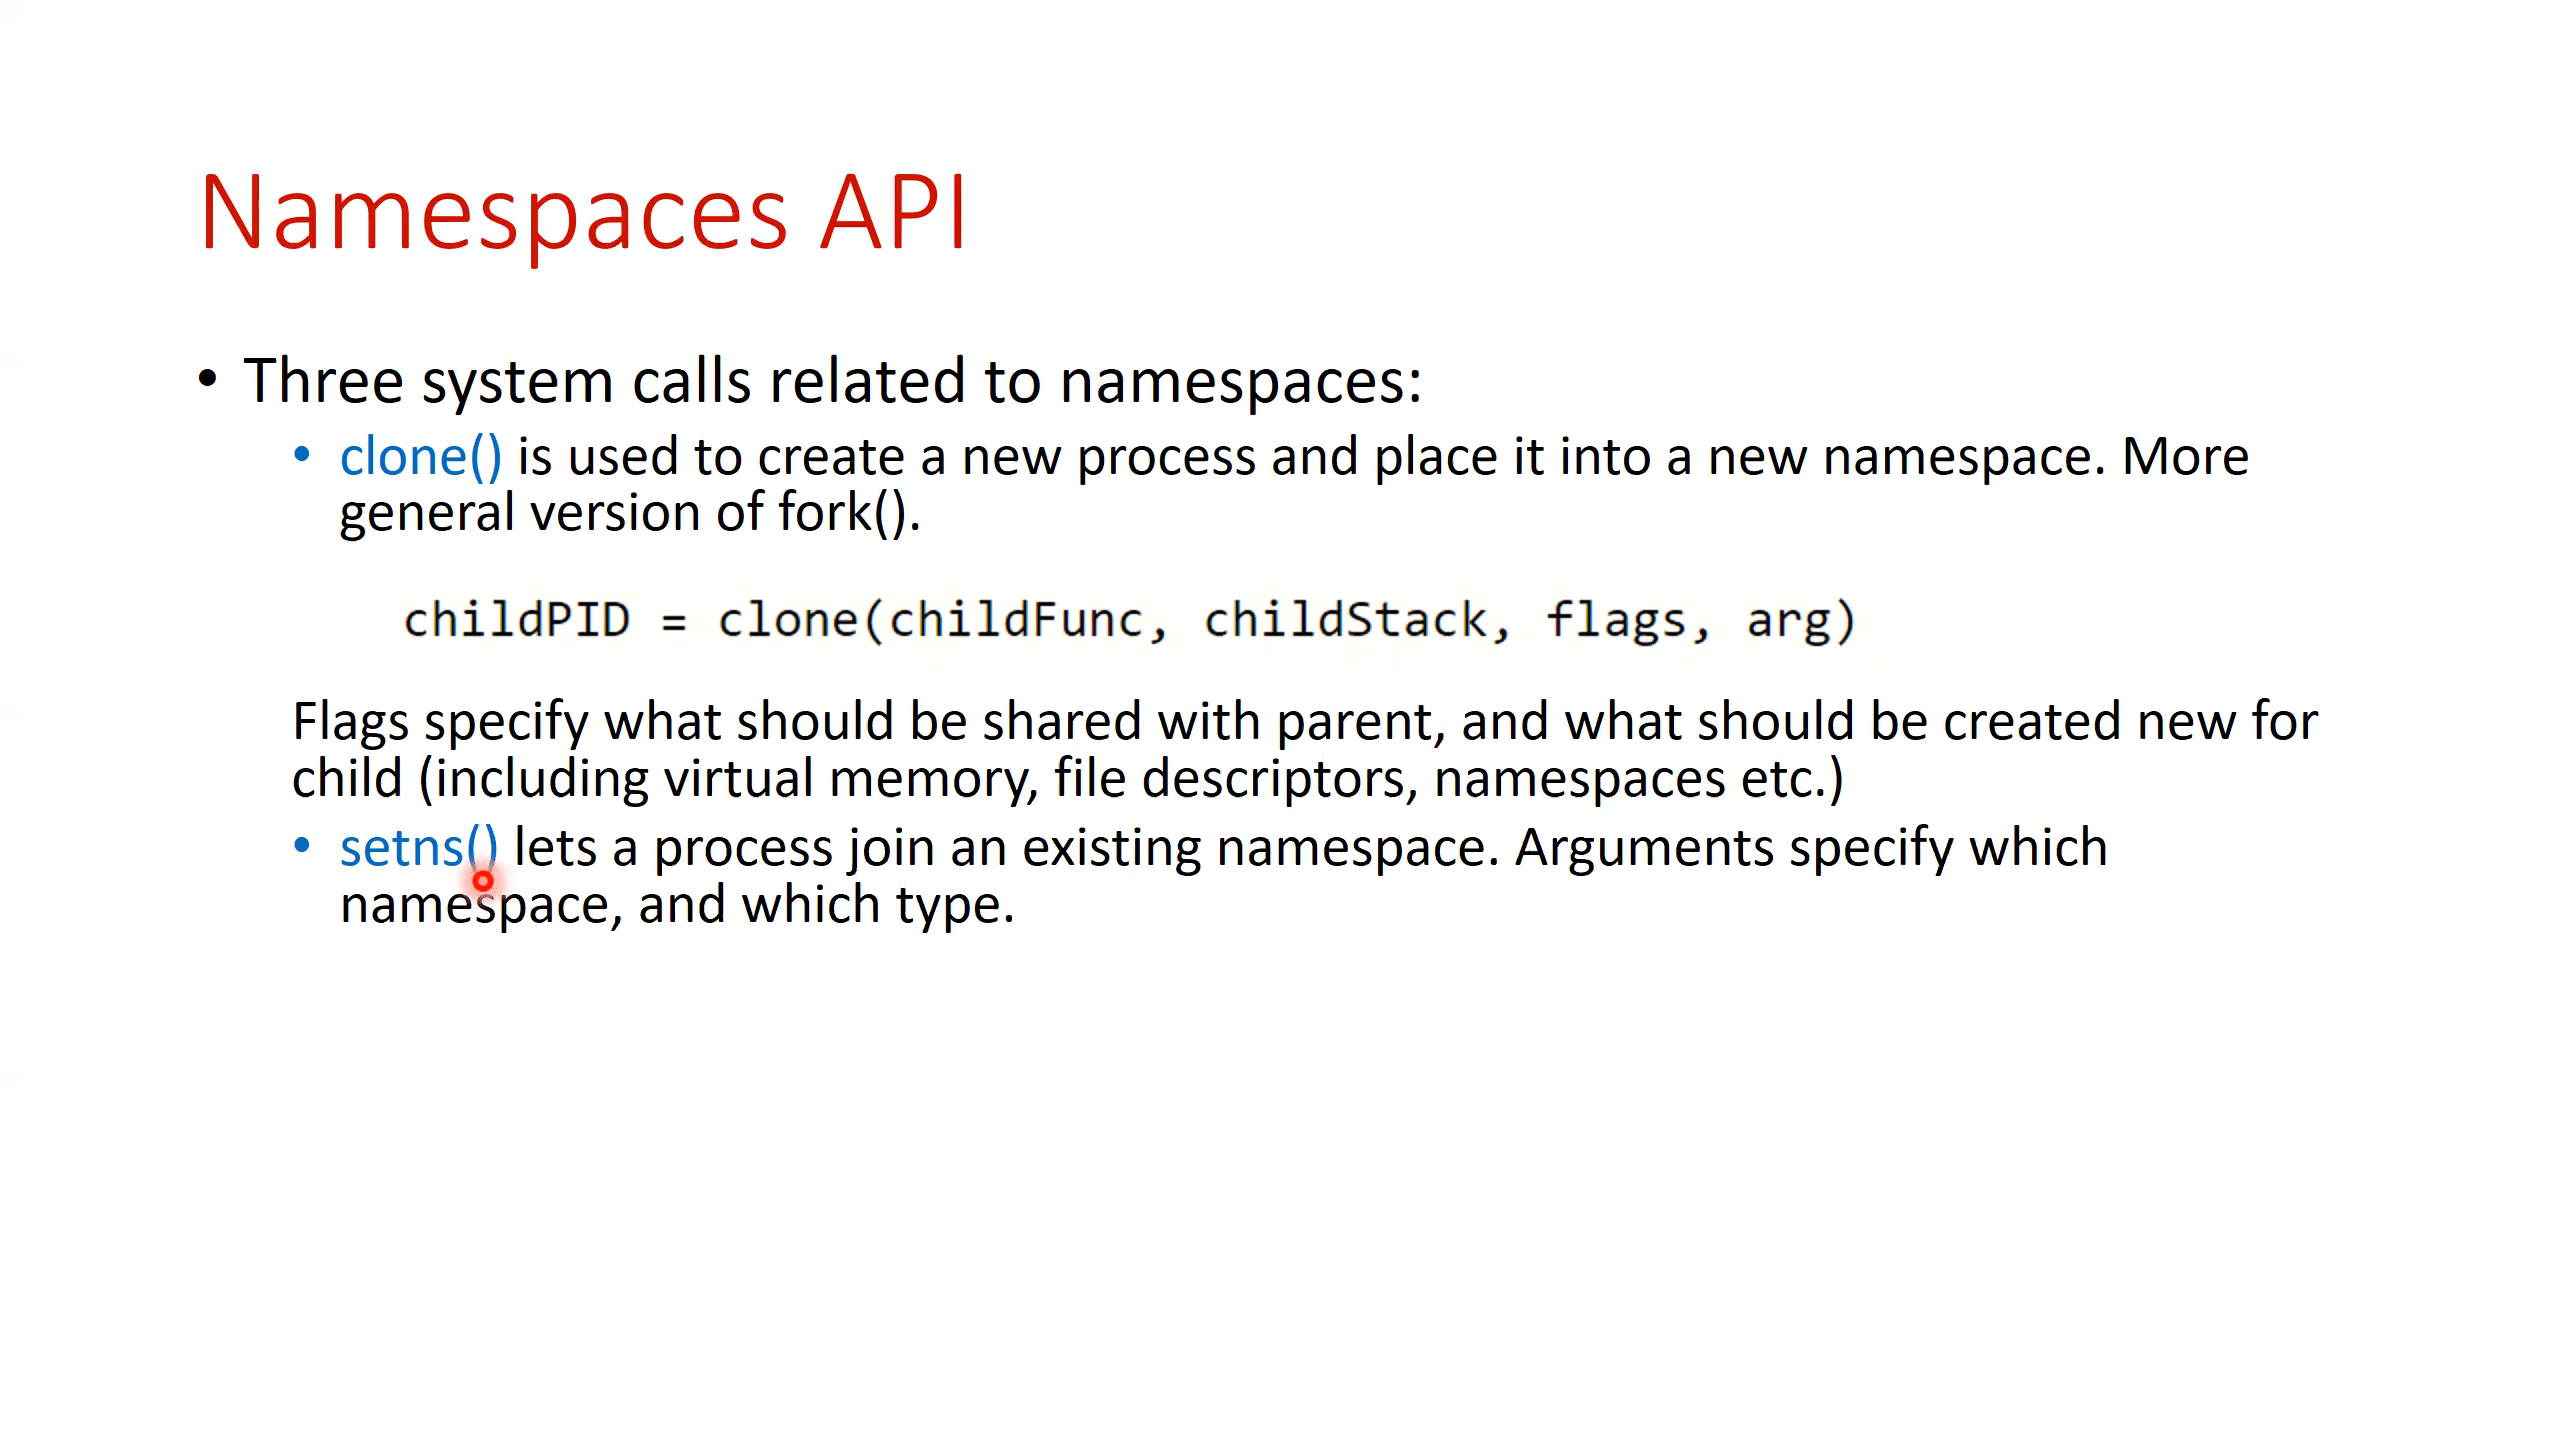 Namespaces API
• Three system calls related to namespaces:
• clone() is used to create a new process and place it into a new namespace. More
general version of fork().
childPID = clone(childFunc, childStack, flags, arg)
Flags specify what should be shared with parent, and what should be created new for
child (including virtual memory, file descriptors, namespaces etc.)
• setns() lets a process join an existing namespace. Arguments specify which
namespace, and which type.